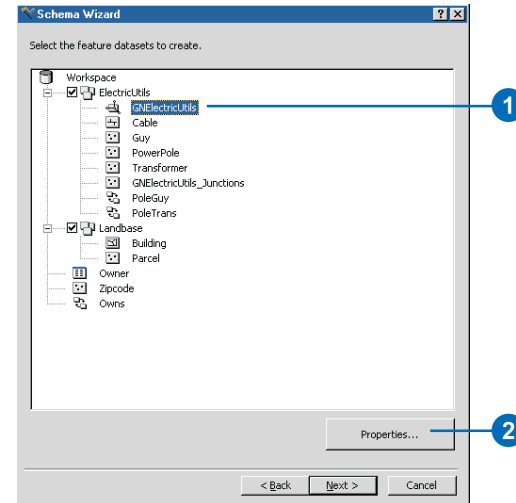 Schema Wizard
Select the feature datasets to create.
Workspace
ElectricUtils
GNElectricUtils
1
Cable
Guy
PowerPole
Transformer
GNElectricUtils_Junctions
PoleGuy
PoleTrans
Landbase
Building
Parcel
Owner
Zipcode
Owns
Properties...
2
< Back Next > Cancel